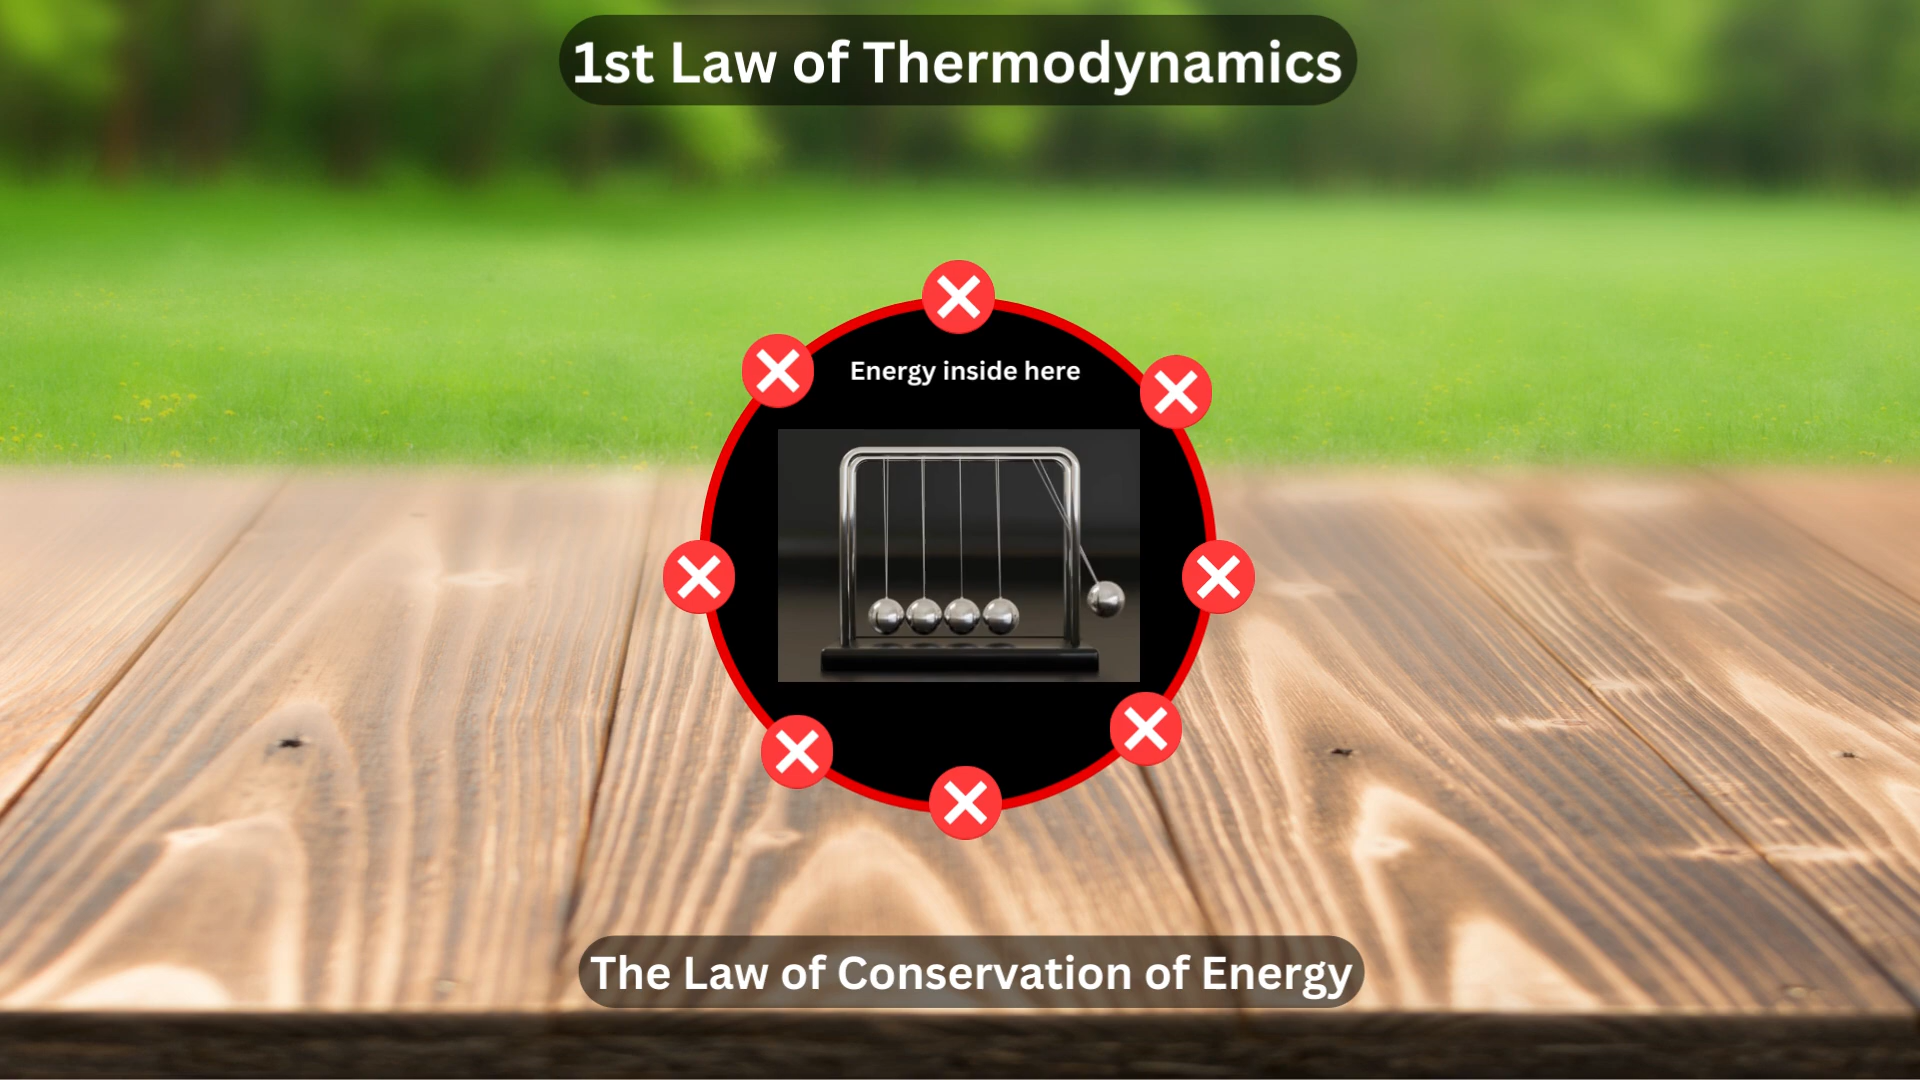 1st Law of Thermodynamics
Energy inside here
The Law of Conservation of Energy